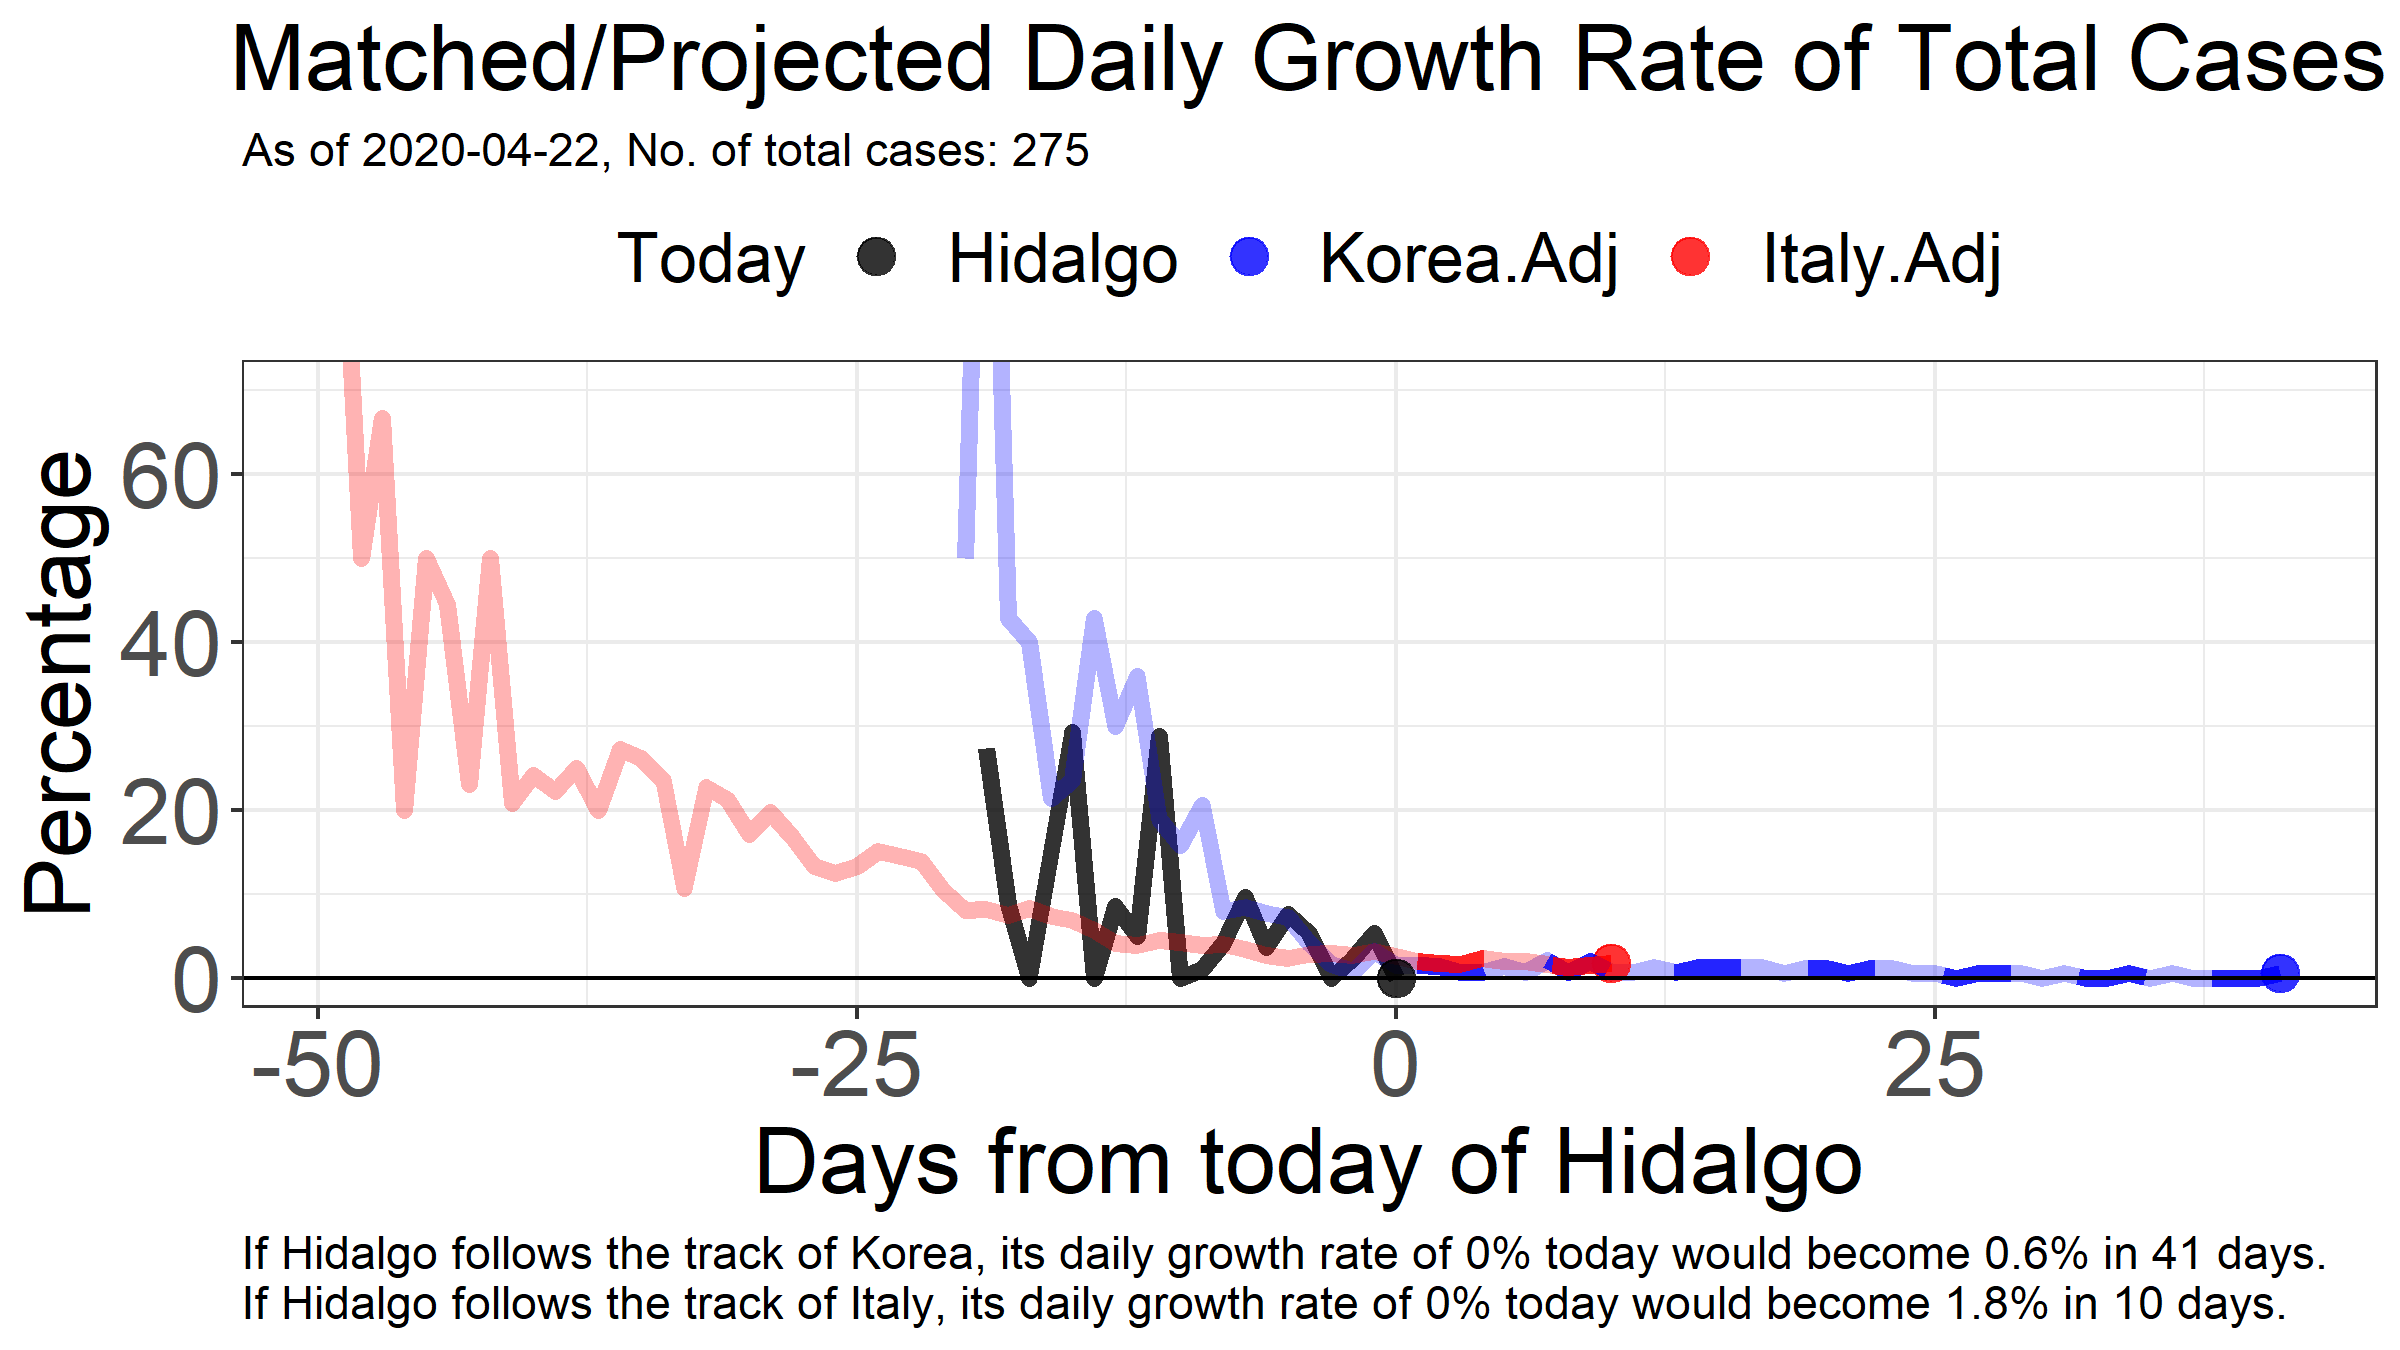 Matched/Projected Daily Growth Rate of Total Cases
As of 2020-04-22, No. of total cases: 275
Today Hidalgo Korea.Adj Italy.Adj
Percentage
60
40
20
0
-50 -25 0 25
Days from today of Hidalgo
If Hidalgo follows the track of Korea, its daily growth rate of 0% today would become 0.6% in 41 days.
If Hidalgo follows the track of Italy, its daily growth rate of 0% today would become 1.8% in 10 days.